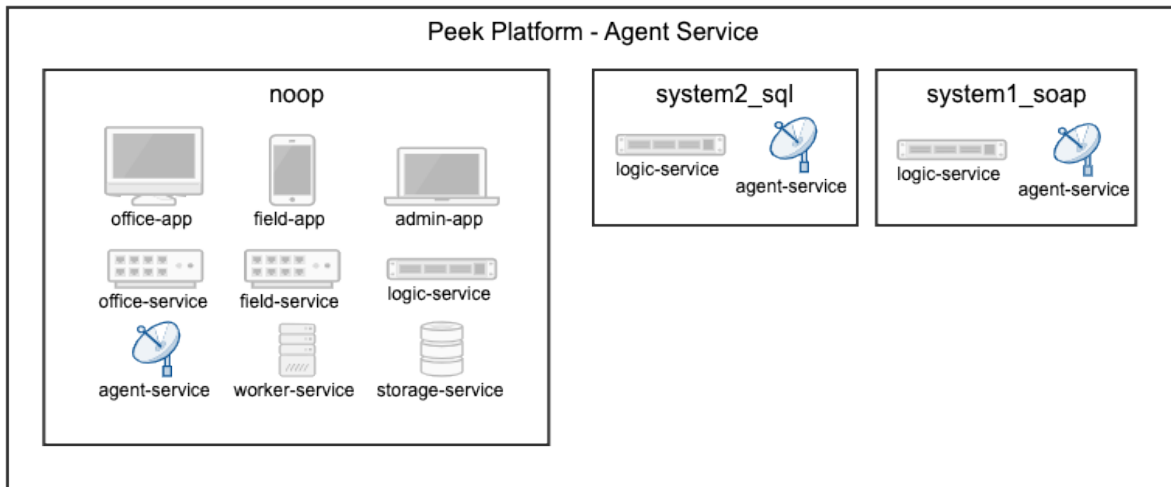 Peek Platform - Agent Service
noop
office-app
field-app
admin-app
office-service
field-service
logic-service
agent-service
worker-service
storage-service
system2_sql
logic-service
agent-service
system1_soap
logic-service
agent-service